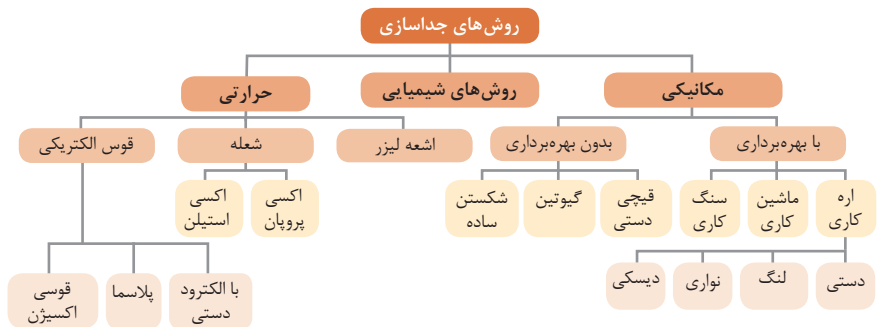 روش‌های جداسازی
مکانیکی
روش‌های شیمیایی
حرارتی
با بهره‌برداری
بدون بهره‌برداری
اشعه لیزر
شعله
قوس الکتریکی
اره
کاری
ماشین
کاری
سنگ
کاری
قیچی
دستی
گیوتین
شکستن
ساده
اکسی
پروپان
اکسی
استیلن
دستی
لنگ
نواری
دیسکی
با الکترود
دستی
پلاسما
قوسی
اکسیژن